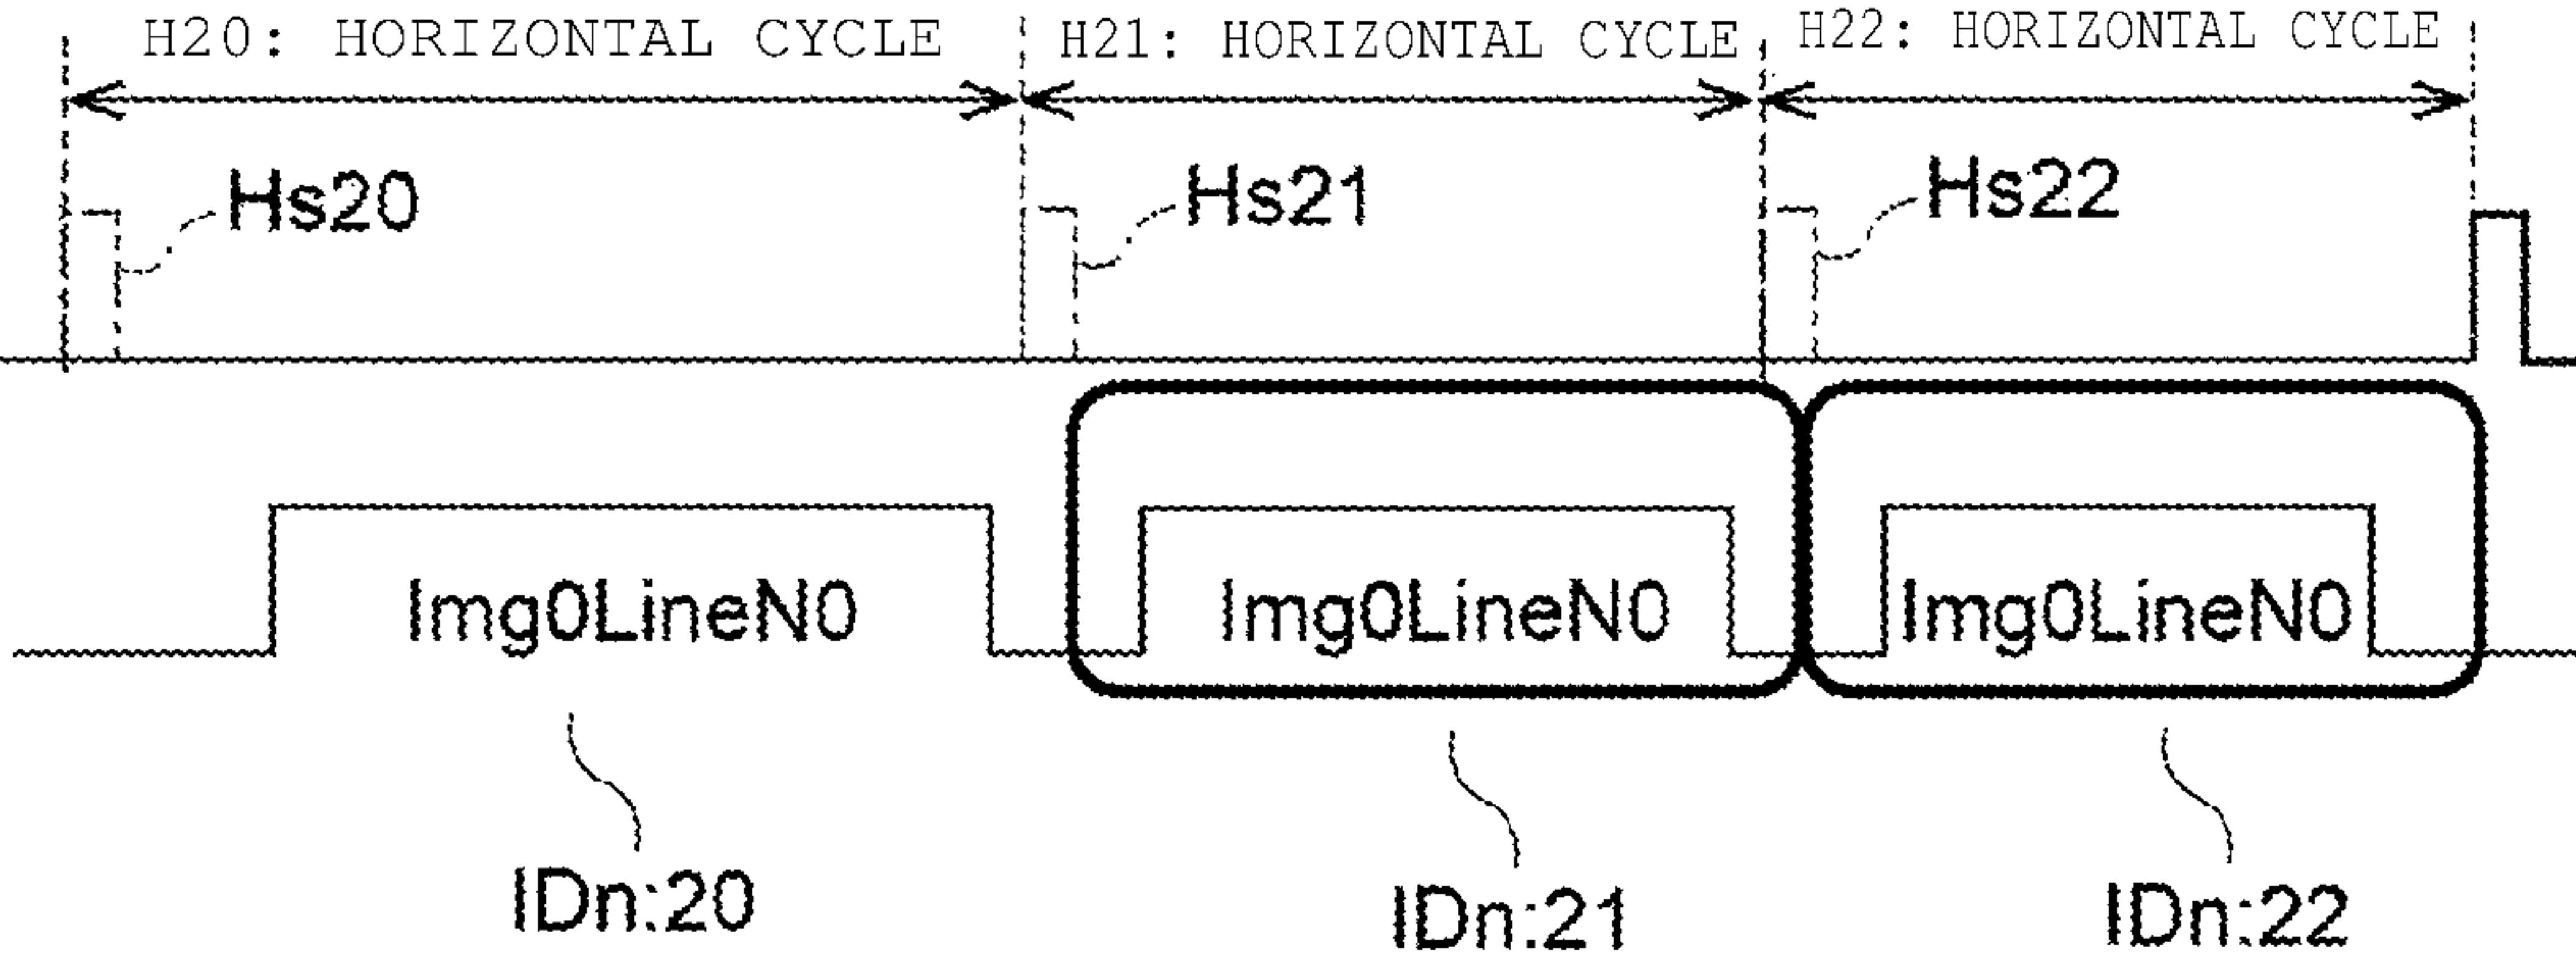 H20: HORIZONTAL CYCLE H21: HORIZONTAL CYCLE H22: HORIZONTAL CYCLE
Hs20 Hs21 Hs22
Img0LineN0 Img0LineN0 Img0LineN0
IDn:20 IDn:21 IDn:22